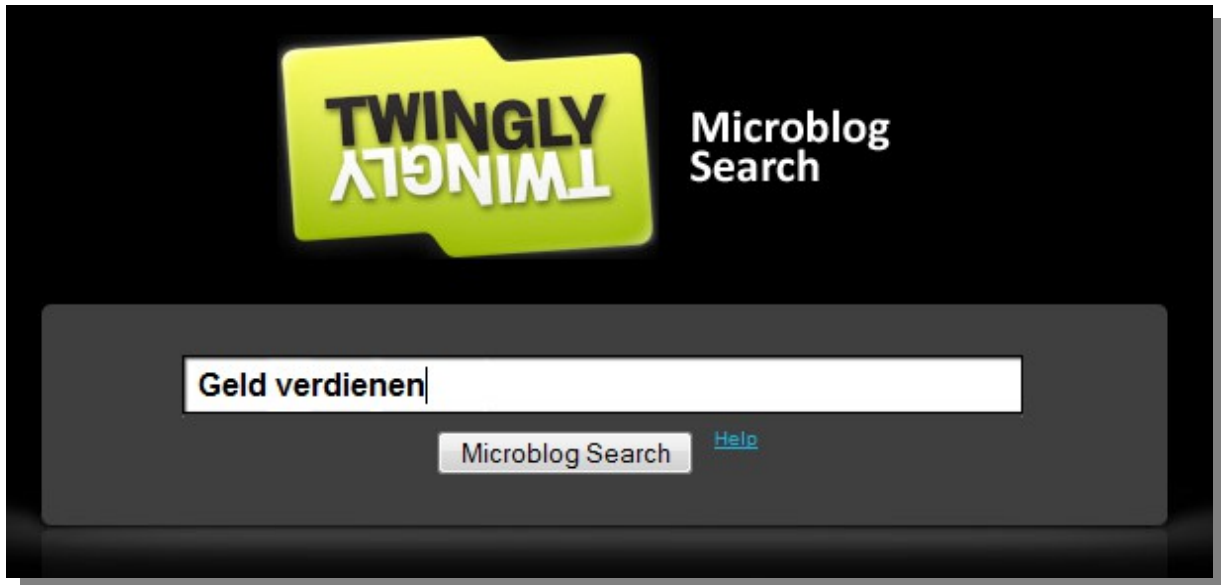 TWINGLY
TWINGLY
Microblog
Search
Geld verdienen
Microblog Search
Help